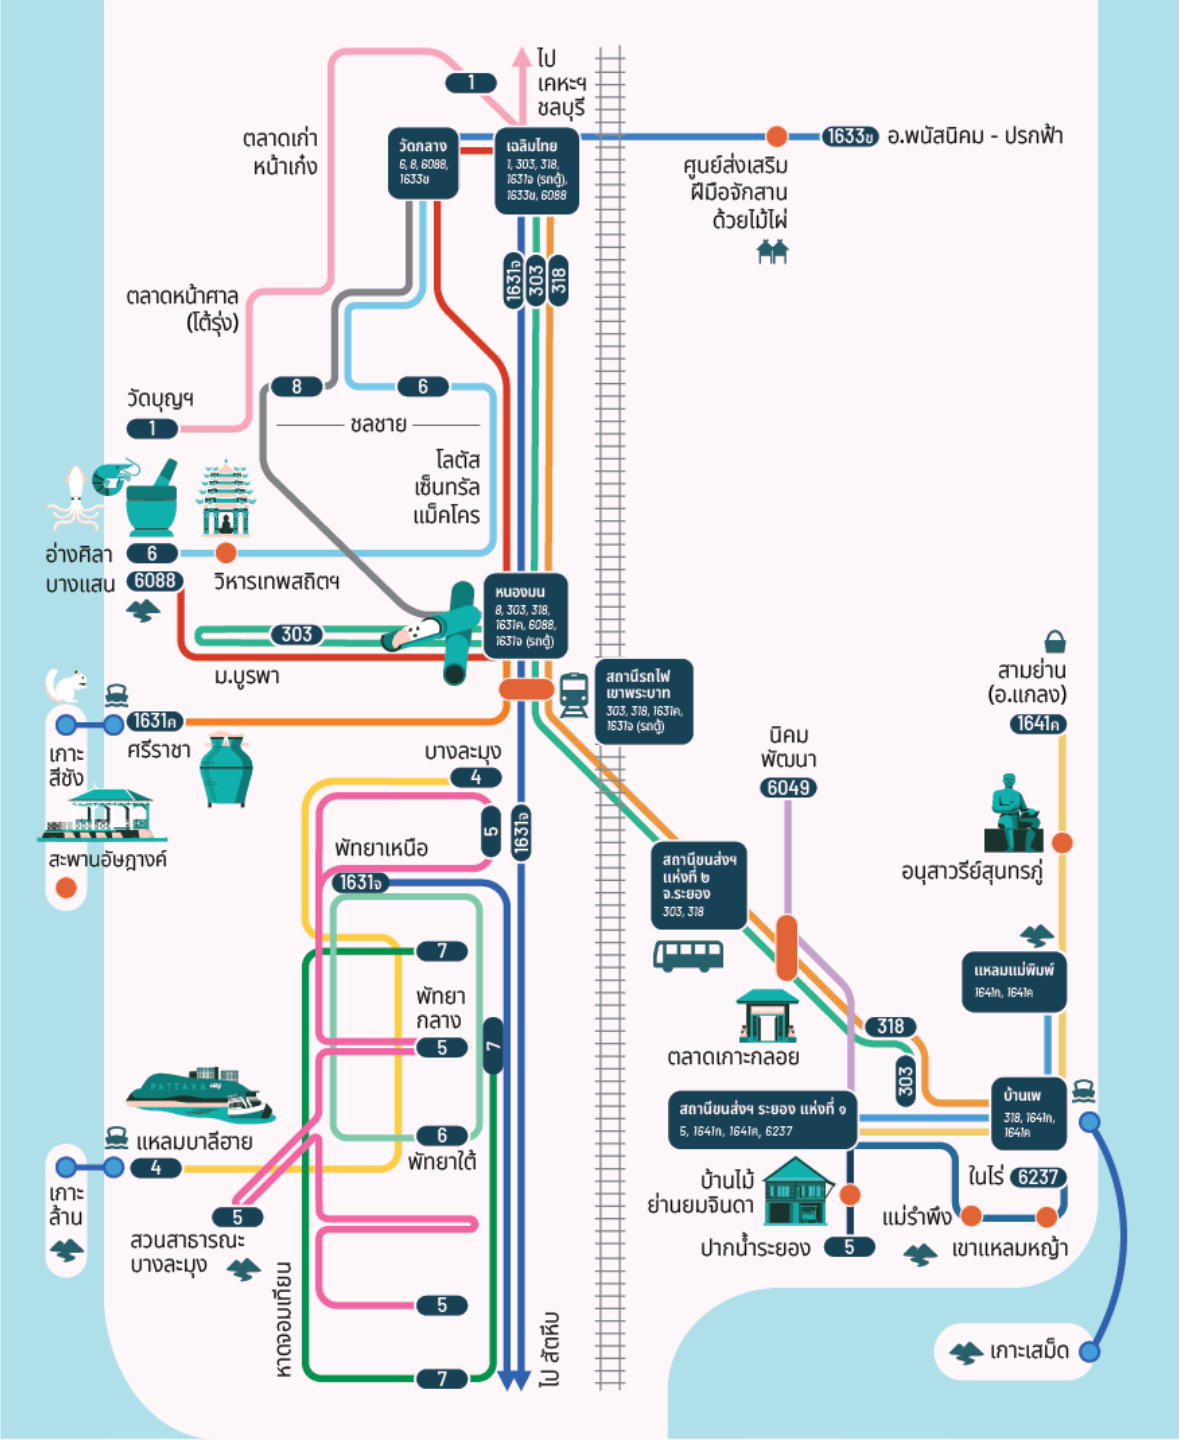 ไป
เคหะฯ
ชลบุรี
1
ตลาดเก่า
หน้าเก๋ง
วัดกลาง
6, 8, 6088,
1633ข
เฉลิมไทย
1, 303, 318,
1631จ (รถตู้),
1633ข, 6088
1633ข
อ.พนัสนิคม - ปรกฟ้า
ศูนย์ส่งเสริม
ฝีมือจักสาน
ด้วยไม้ไผ่
1631จ
303
318
ตลาดหน้าศาล
(โต้รุ่ง)
8
6
วัดบุญฯ
1
ชลชาย
โลตัส
เซ็นทรัล
แม็คโคร
อ่างศิลา
6
บางแสน
6088
วิหารเทพสถิตฯ
หนองมน
8, 303, 318,
1631ค, 6088,
1631จ (รถตู้)
303
ม.บูรพา
สถานีรถไฟ
เขาพระบาท
303, 318, 1631ค,
1631จ (รถตู้)
1631ค
ศรีราชา
เกาะ
สีชัง
สะพานอัษฎางค์
บางละมุง
4
5
1631จ
พัทยาเหนือ
1631จ
7
พัทยา
กลาง
5
7
PATTAYA
แหลมบาลีฮาย
4
6
พัทยาใต้
เกาะ
ล้าน
5
สวนสาธารณะ
บางละมุง
หาดจอมเทียน
5
7
ไป สัตหีบ
สามย่าน
(อ.แกลง)
1641ค
นิคม
พัฒนา
6049
อนุสาวรีย์สุนทรภู่
สถานีขนส่งฯ
แห่งที่ ๒
จ.ระยอง
303, 318
แหลมแม่พิมพ์
1641ก, 1641ค
ตลาดเกาะกลอย
318
303
สถานีขนส่งฯ ระยอง แห่งที่ ๑
5, 1641ก, 1641ค, 6237
บ้านเพ
318, 1641ก,
1641ค
บ้านไม้
ย่านยมจินดา
ในไร่
6237
แม่รำพึง
เขาแหลมหญ้า
ปากน้ำระยอง
5
เกาะเสม็ด